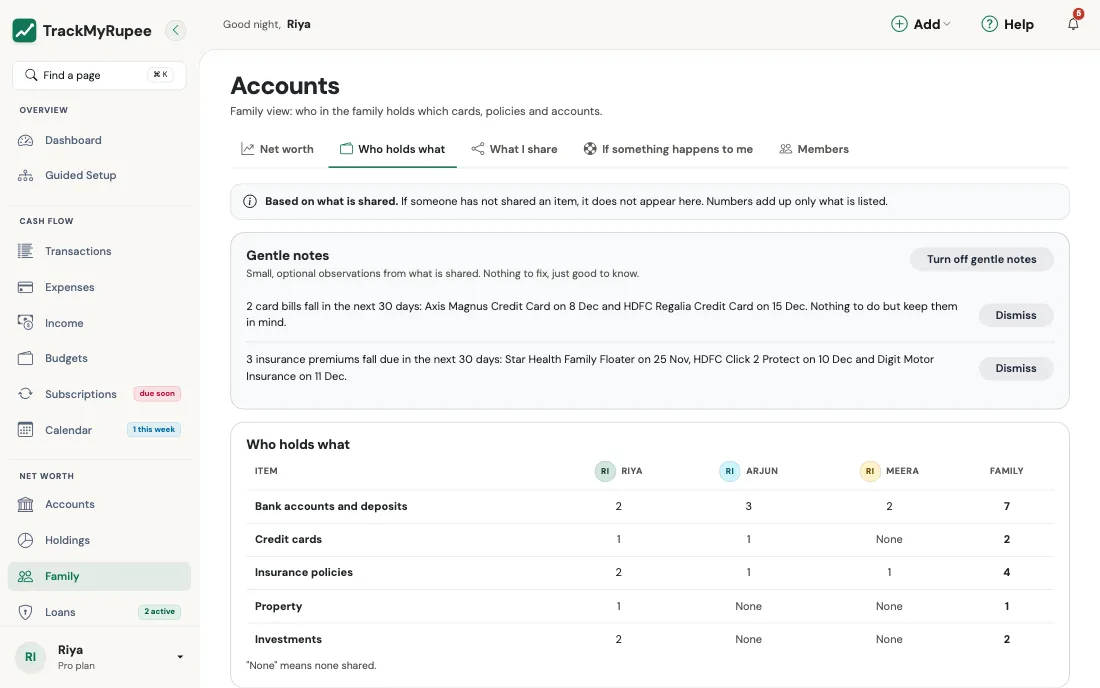 TrackMyRupee
Good night, Riya
Add
Help
6
Find a page
⌘ K
OVERVIEW
Dashboard
Guided Setup
CASH FLOW
Transactions
Expenses
Income
Budgets
Subscriptions due soon
Calendar 1 this week
NET WORTH
Accounts
Holdings
Family
Loans 2 active
RI
Riya
Pro plan
Accounts
Family view: who in the family holds which cards, policies and accounts.
Net worth Who holds what What I share If something happens to me Members
Based on what is shared. If someone has not shared an item, it does not appear here. Numbers add up only what is listed.
Gentle notes
Small, optional observations from what is shared. Nothing to fix, just good to know.
Turn off gentle notes
2 card bills fall in the next 30 days: Axis Magnus Credit Card on 8 Dec and HDFC Regalia Credit Card on 15 Dec. Nothing to do but keep them
in mind.
Dismiss
3 insurance premiums fall due in the next 30 days: Star Health Family Floater on 25 Nov, HDFC Click 2 Protect on 10 Dec and Digit Motor
Insurance on 11 Dec.
Dismiss
Who holds what
ITEM RI RIYA RI ARJUN RI MEERA FAMILY
Bank accounts and deposits 2 3 2 7
Credit cards 1 1 None 2
Insurance policies 2 1 1 4
Property 1 None None 1
Investments 2 None None 2
"None" means none shared.